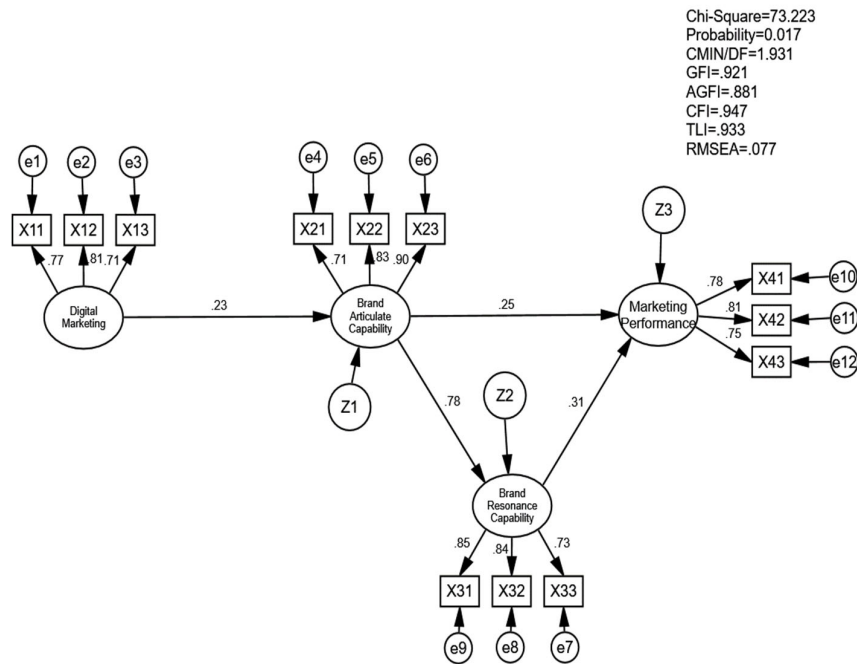 Chi-Square=73.223
Probability=0.017
CMIN/DF=1.931
GFI=.921
AGFI=.881
CFI=.947
TLI=.933
RMSEA=.077
e1
e2
e3
e4
e5
e6
X11
X12
X13
X21
X22
X23
Z3
.77
.81
.71
.71
.83
.90
X41
e10
.78
Digital
Marketing
.23
Brand
Articulate
Capability
.25
Marketing
Performance
.81
X42
e11
.75
X43
e12
Z1
.78
Z2
.31
Brand
Resonance
Capability
.85
.84
.73
X31
X32
X33
e9
e8
e7